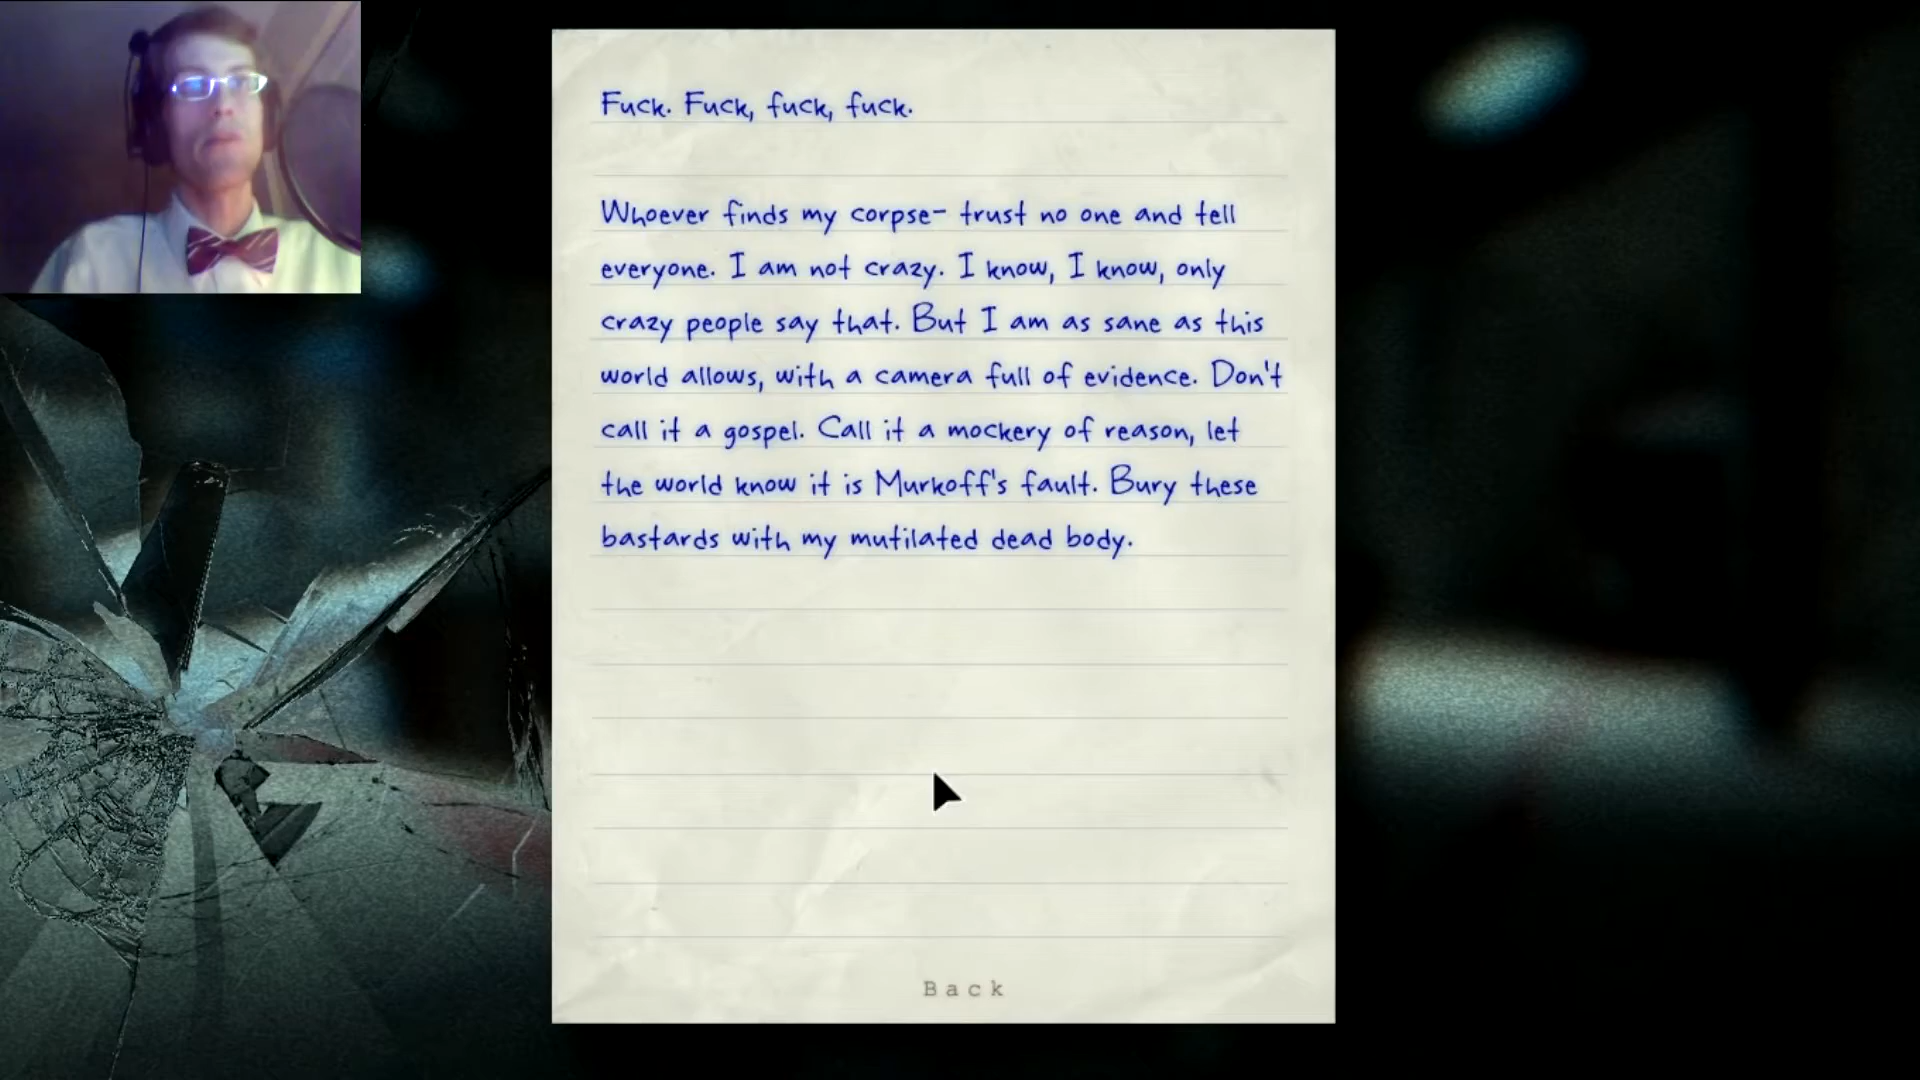 Fuck. Fuck, fuck, fuck.
Whoever finds my corpse- trust no one and tell
everyone. I am not crazy. I know, I know, only
crazy people say that. But I am as sane as this
world allows, with a camera full of evidence. Don't
call it a gospel. Call it a mockery of reason, let
the world know it is Murkoff's fault. Bury these
bastards with my mutilated dead body.
Back